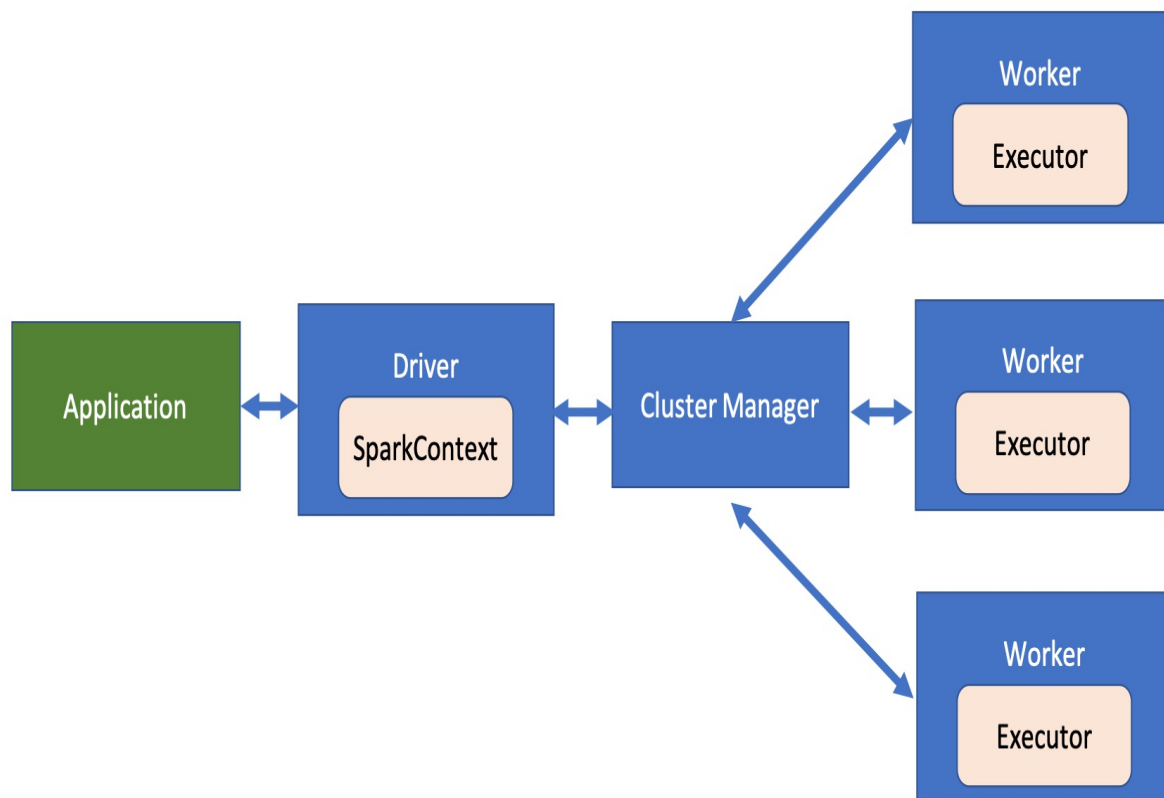 Worker
Executor
Application
Driver
SparkContext
Cluster Manager
Worker
Executor
Worker
Executor